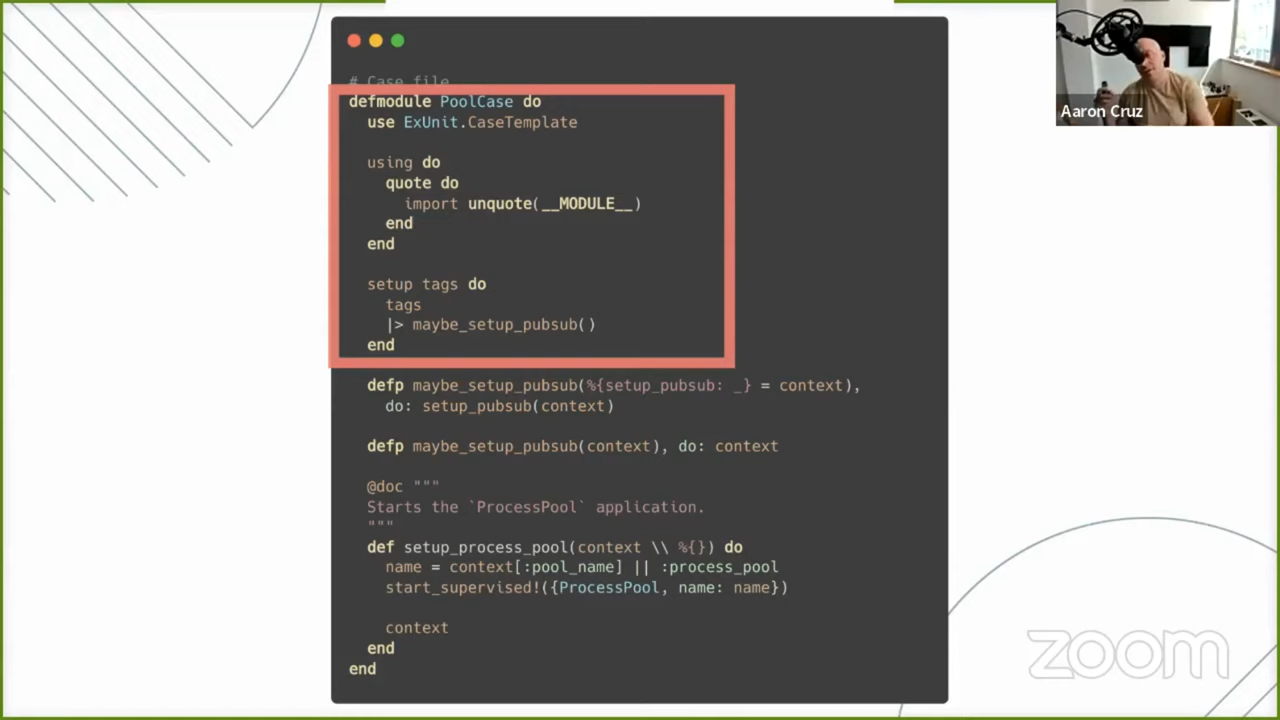 # Case file
defmodule PoolCase do
  use ExUnit.CaseTemplate

  using do
    quote do
      import unquote(__MODULE__)
    end
  end

  setup tags do
    tags
    |> maybe_setup_pubsub()
  end

  defp maybe_setup_pubsub(%{setup_pubsub: _} = context),
    do: setup_pubsub(context)

  defp maybe_setup_pubsub(context), do: context

  @doc """
  Starts the `ProcessPool` application.
  """
  def setup_process_pool(context \\ %{}) do
    name = context[:pool_name] || :process_pool
    start_supervised!({ProcessPool, name: name})

    context
  end
end
Aaron Cruz
zoom